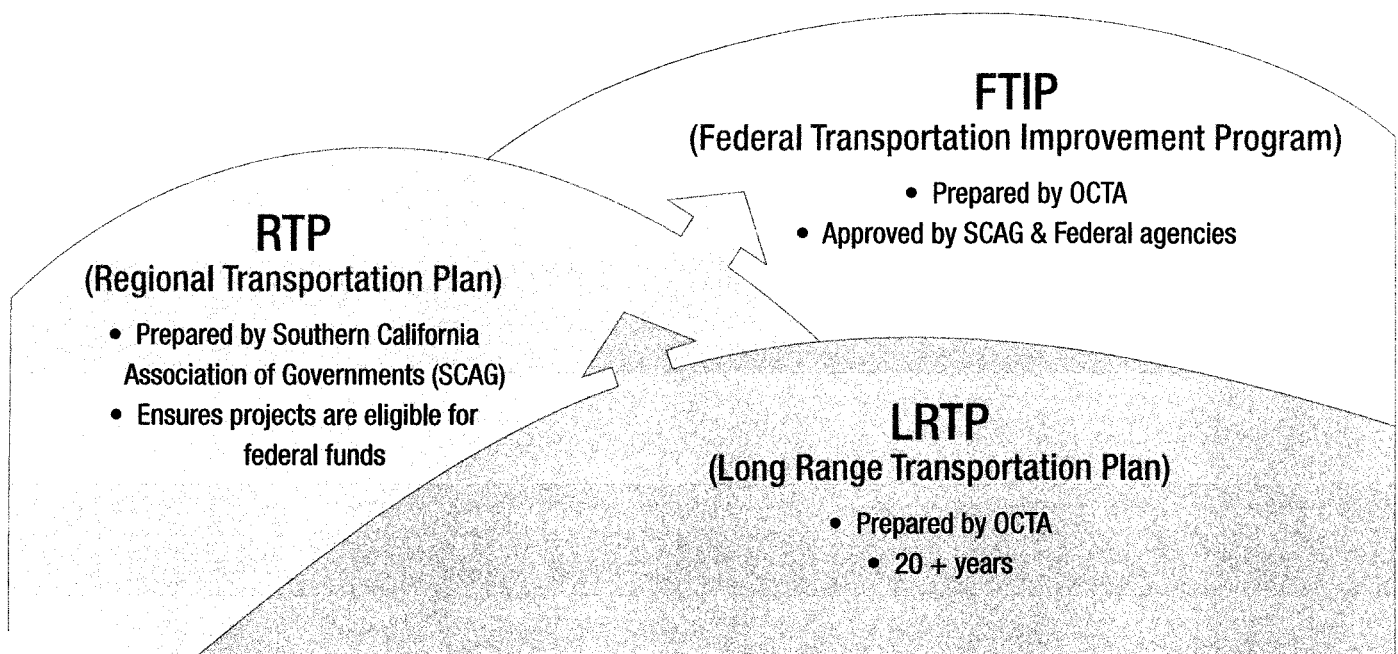 FTIP
(Federal Transportation Improvement Program)
• Prepared by OCTA
• Approved by SCAG & Federal agencies
RTP
(Regional Transportation Plan)
• Prepared by Southern California
Association of Governments (SCAG)
• Ensures projects are eligible for
federal funds
LRTP
(Long Range Transportation Plan)
• Prepared by OCTA
• 20 + years